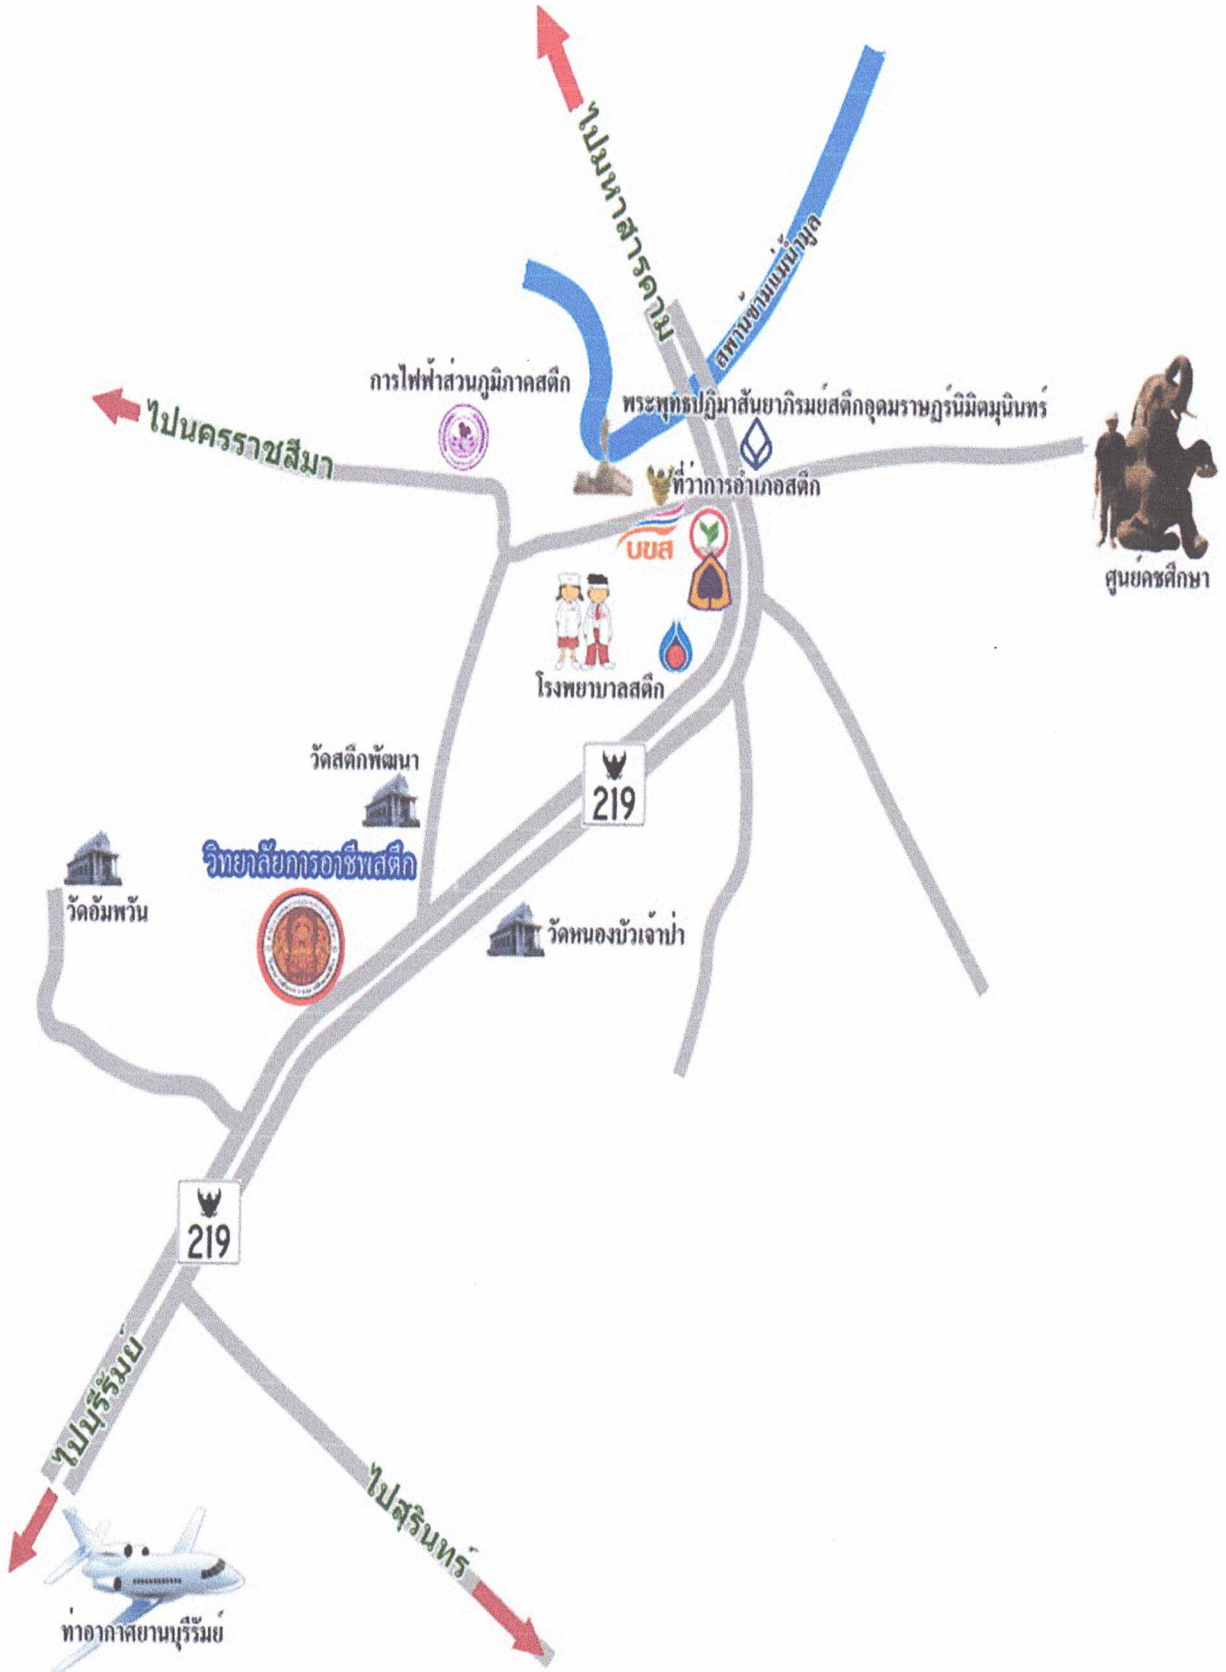 ไปมหาสารคาม
สพานข้ามแม่น้ำมูล
การไฟฟ้าส่วนภูมิภาคสตึก
ไปนครราชสีมา
พระพุทธปฏิมาสันยาภิรมย์สตึกอุดมราษฎร์นิมิตมุนินทร์
ที่ว่าการอำเภอสตึก
บขส
ศูนย์คชศึกษา
โรงพยาบาลสตึก
219
วัดสตึกพัฒนา
วิทยาลัยการอาชีพสตึก
วัดอัมพวัน
วัดหนองบัวเจ้าป่า
219
ไปบุรีรัมย์
ไปสุรินทร์
ท่าอากาศยานบุรีรัมย์